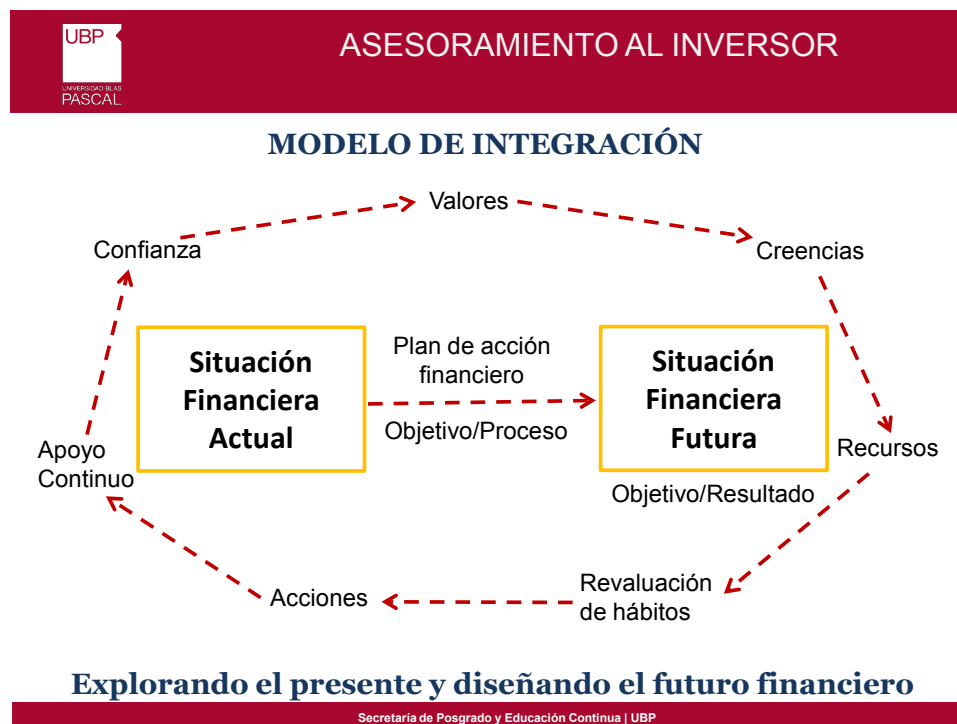 UBP
UNIVERSIDAD BLAS
PASCAL
ASESORAMIENTO AL INVERSOR
MODELO DE INTEGRACIÓN
Valores
Confianza
Creencias
Situación
Financiera
Actual
Plan de acción
financiero
Objetivo/Proceso
Situación
Financiera
Futura
Objetivo/Resultado
Apoyo
Continuo
Recursos
Acciones
Revaluación
de hábitos
Explorando el presente y diseñando el futuro financiero
Secretaría de Posgrado y Educación Continua | UBP